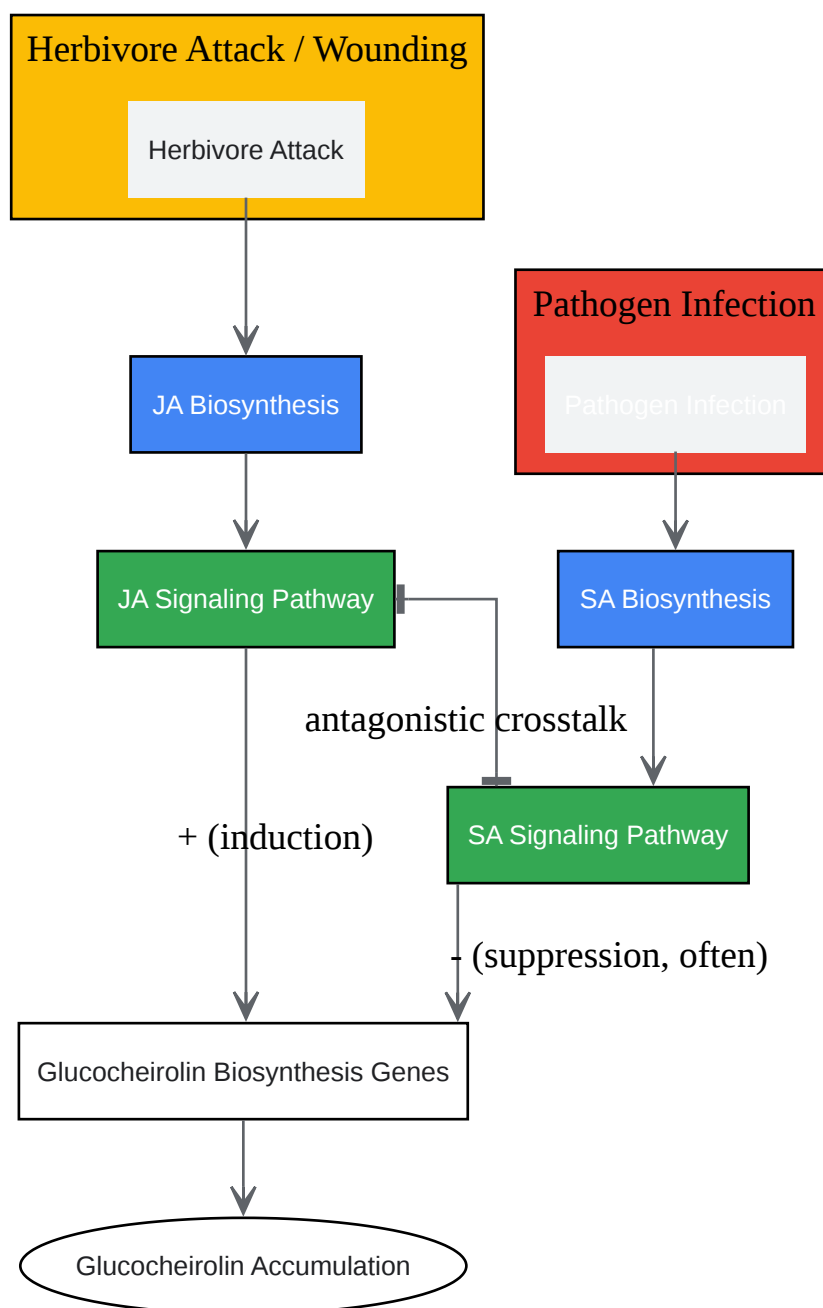 Herbivore Attack / Wounding
Herbivore Attack
Pathogen Infection
Pathogen Infection
JA Biosynthesis
JA Signaling Pathway
SA Biosynthesis
antagonistic crosstalk
+ (induction)
SA Signaling Pathway
- (suppression, often)
Glucocheirolin Biosynthesis Genes
Glucocheirolin Accumulation